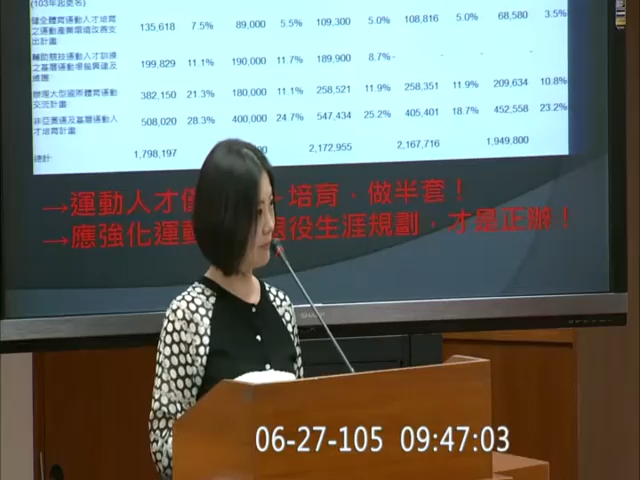 (103年起更名)
健全體育運動人才培育 135,618 7.5% 89,000 5.5% 109,300 5.0% 108,816 5.0% 68,580 3.5%
之運動產業環境改善支
出計畫
輔助競技運動人才訓練 199,829 11.1% 190,000 11.7% 189,900 8.7% - - - -
之基層運動場館興建及
維護
辦理大型國際體育運動 382,150 21.3% 180,000 11.1% 258,521 11.9% 258,351 11.9% 209,634 10.8%
交流計畫
非亞奧運及基層運動人 508,020 28.3% 400,000 24.7% 547,434 25.2% 405,401 18.7% 452,558 23.2%
才培育計畫
總計: 1,798,197 2,172,955 2,167,716 1,949,800
→運動人才 培育，做半套！
→應強化運 役生涯規劃，才是正辦！
SHARP
06-27-105 09:47:03